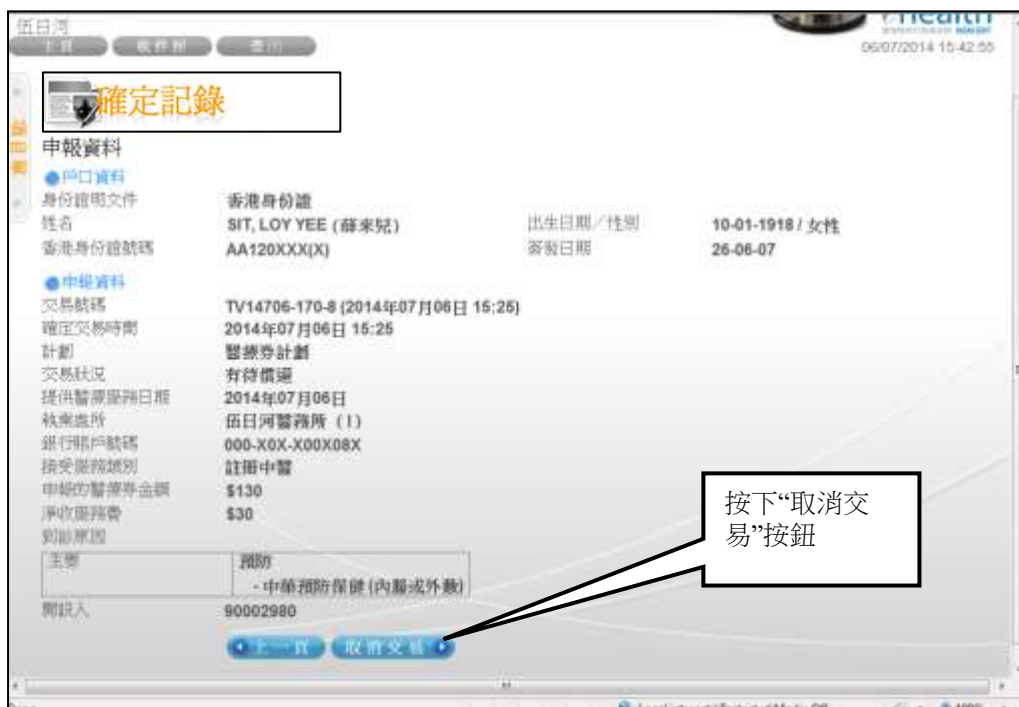 伍日河
主頁
查詢
06/07/2014 15:42:55
確定記錄
申報資料
戶口資料
身份證明文件 香港身份證
姓名 SIT, LOY YEE (薛來兒) 出生日期／性別 10-01-1918 / 女性
香港身份證號碼 AA120XXX(X) 簽發日期 26-06-07
申報資料
交易號碼 TV14706-170-8 (2014年07月06日 15:25)
確定交易時間 2014年07月06日 15:25
計劃 醫療券計劃
交易狀況 有待償還
提供醫療服務日期 2014年07月06日
執業處所 伍日河醫務所 (1)
銀行賬戶號碼 000-X0X-X00X08X
接受服務類別 註冊中醫
申報的醫療券金額 $130
淨收服務費 $30
到診原因
主要 預防
- 中藥預防保健 (內服或外敷)
開設人 90002980
上一頁 取消交易
按下“取消交
易”按鈕